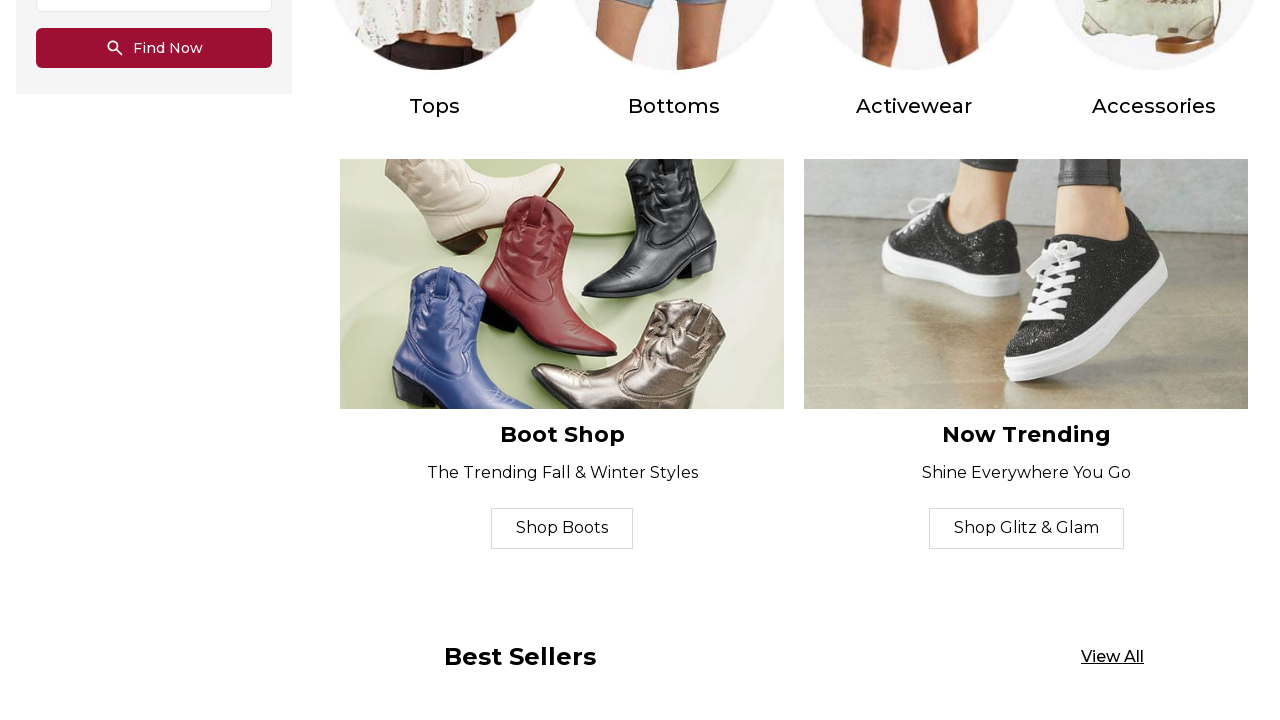 Find Now
Tops
Bottoms
Activewear
Accessories
Boot Shop
The Trending Fall & Winter Styles
Shop Boots
Now Trending
Shine Everywhere You Go
Shop Glitz & Glam
Best Sellers
View All